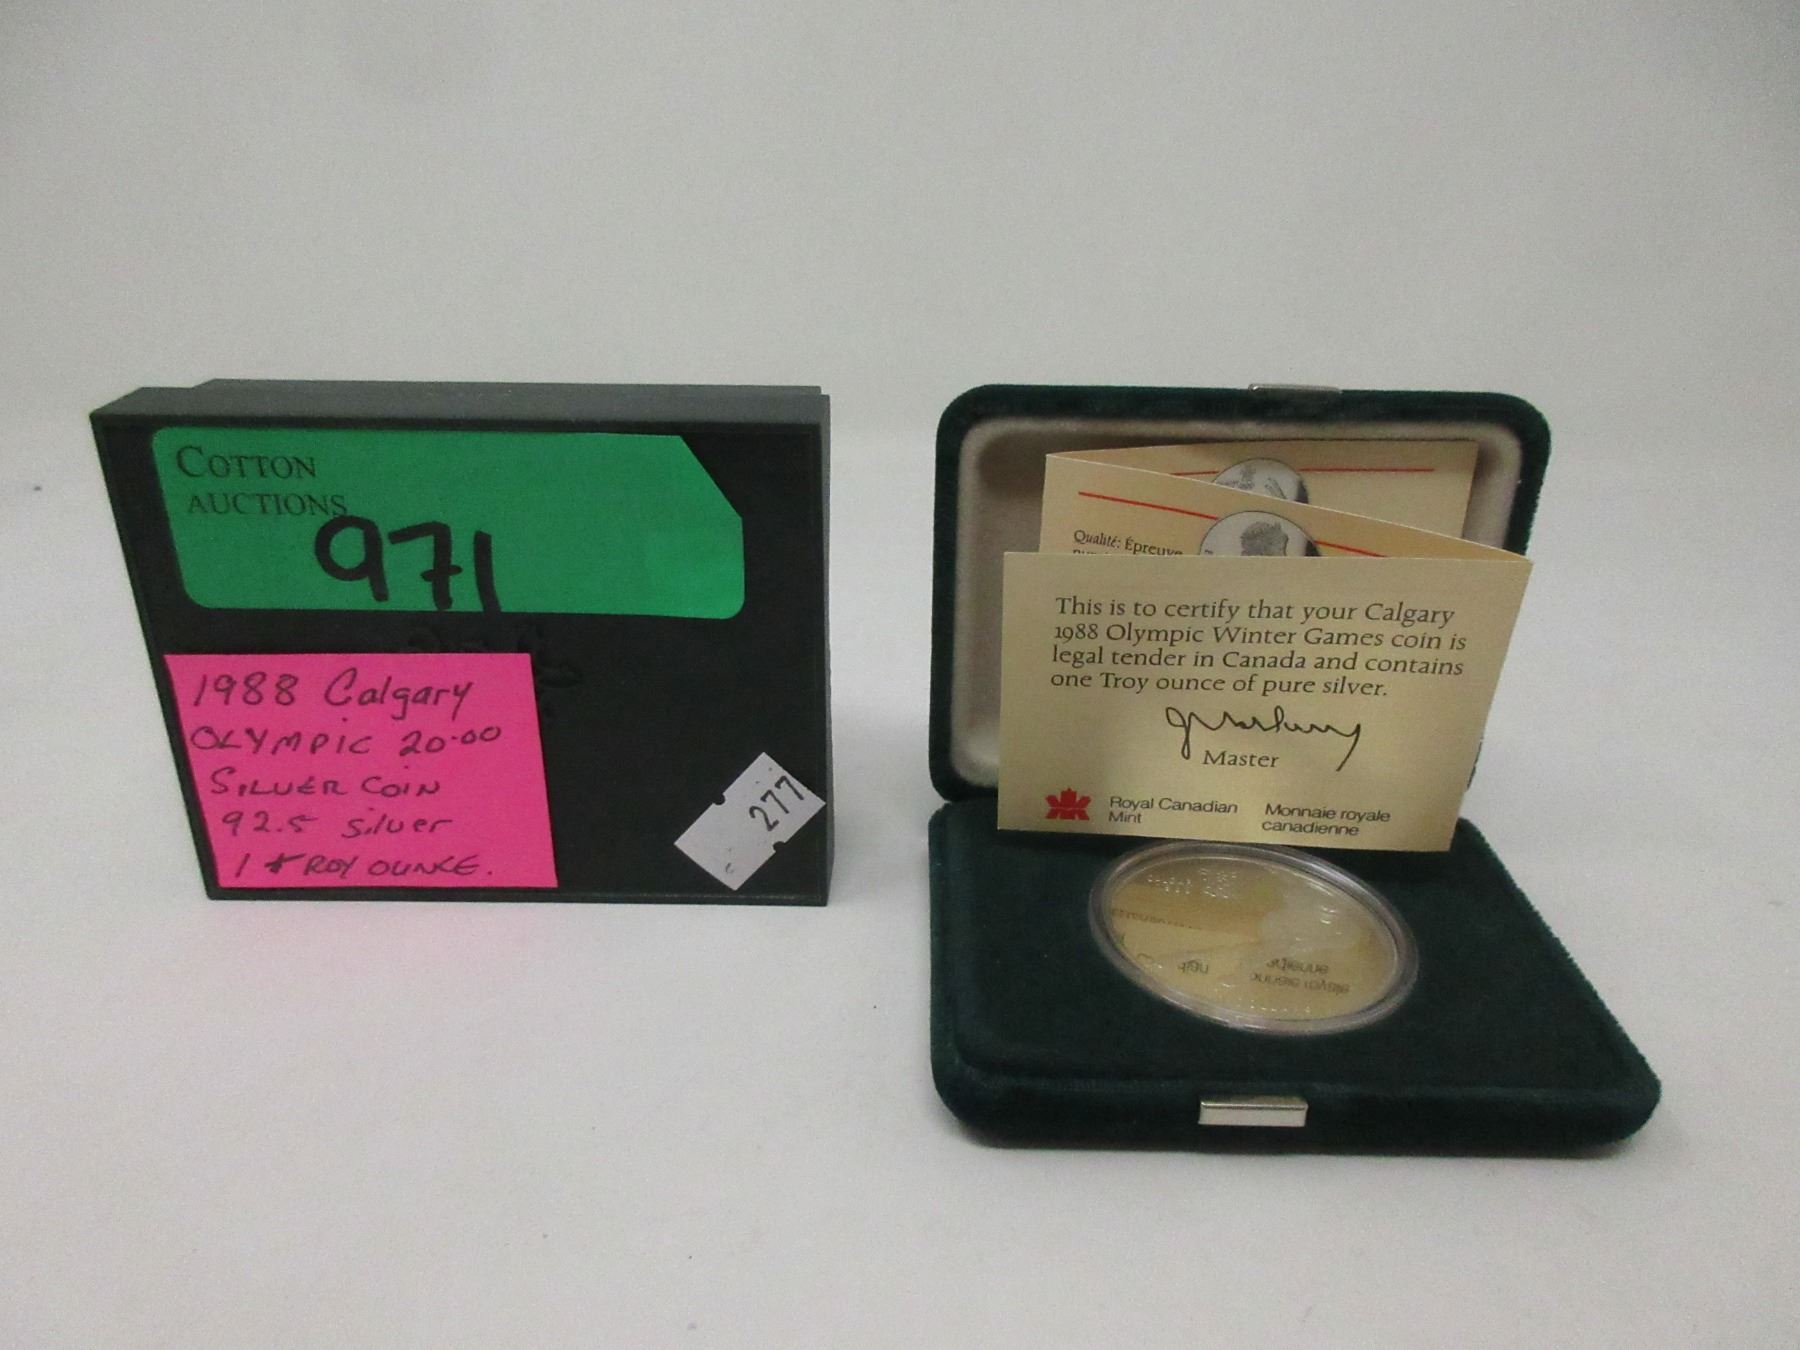 COTTON
AUCTIONS
971
1988 Calgary
OLYMPIC 20.00
SILVER COIN
92.5 silver
1 TROY OUNCE.
277
Qualité: Épreuve
This is to certify that your Calgary
1988 Olympic Winter Games coin is
legal tender in Canada and contains
one Troy ounce of pure silver.
Master
Royal Canadian
Mint
Monnaie royale
canadienne